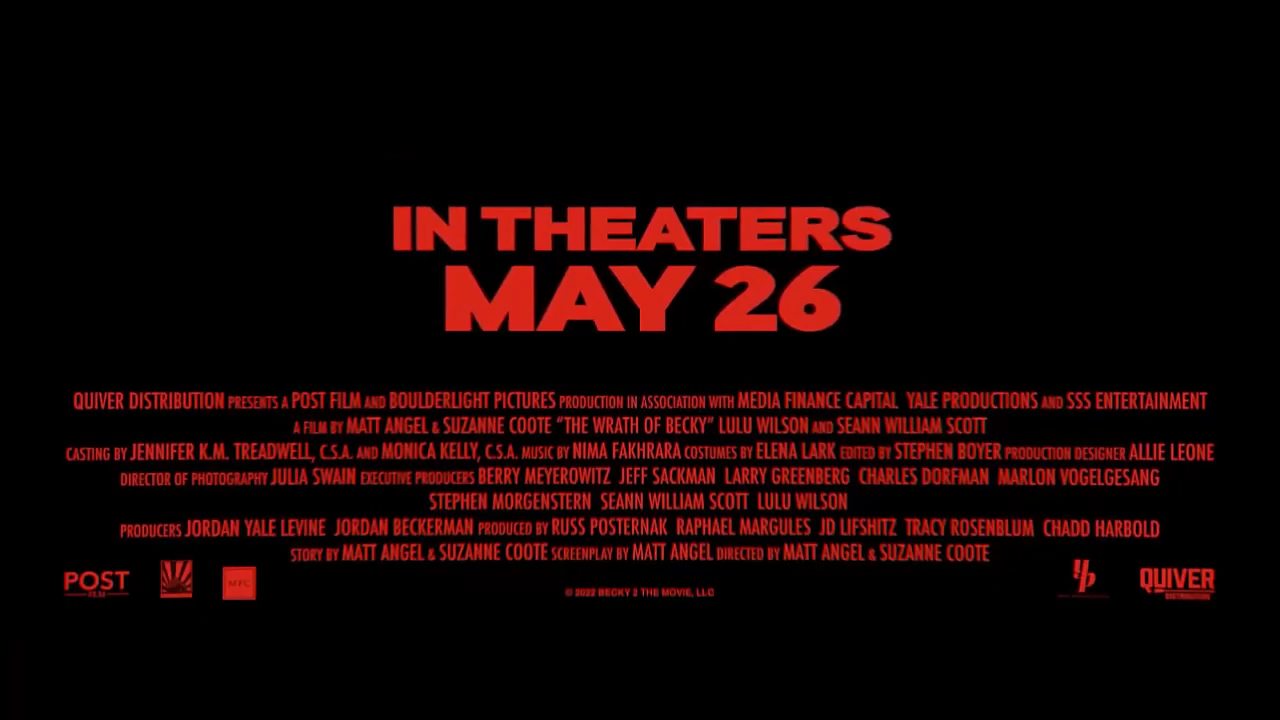 IN THEATERS
MAY 26
QUIVER DISTRIBUTION PRESENTS A POST FILM AND BOULDERLIGHT PICTURES PRODUCTION IN ASSOCIATION WITH MEDIA FINANCE CAPITAL YALE PRODUCTIONS AND SSS ENTERTAINMENT
A FILM BY MATT ANGEL & SUZANNE COOTE "THE WRATH OF BECKY" LULU WILSON AND SEANN WILLIAM SCOTT
CASTING BY JENNIFER K.M. TREADWELL, C.S.A. AND MONICA KELLY, C.S.A. MUSIC BY NIMA FAKHRARA COSTUMES BY ELENA LARK EDITED BY STEPHEN BOYER PRODUCTION DESIGNER ALLIE LEONE
DIRECTOR OF PHOTOGRAPHY JULIA SWAIN EXECUTIVE PRODUCERS BERRY MEYEROWITZ JEFF SACKMAN LARRY GREENBERG CHARLES DORFMAN MARLON VOGELGESANG
STEPHEN MORGENSTERN SEANN WILLIAM SCOTT LULU WILSON
PRODUCERS JORDAN YALE LEVINE JORDAN BECKERMAN PRODUCED BY RUSS POSTERNAK RAPHAEL MARGULES JD LIFSHITZ TRACY ROSENBLUM CHADD HARBOLD
STORY BY MATT ANGEL & SUZANNE COOTE SCREENPLAY BY MATT ANGEL DIRECTED BY MATT ANGEL & SUZANNE COOTE
POST
FILM
MFC
© 2022 BECKY 2 THE MOVIE, LLC
yp
QUIVER
DISTRIBUTION